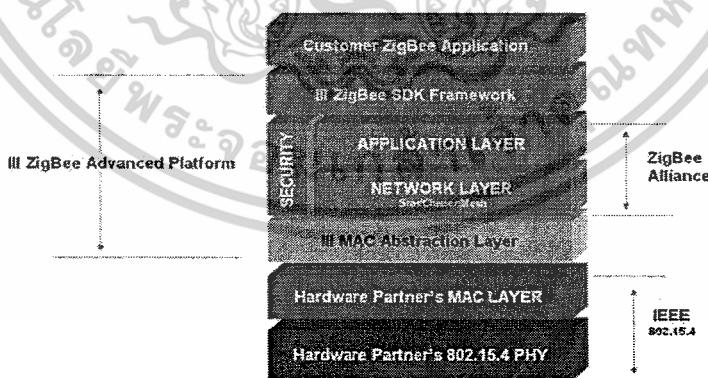 Customer ZigBee Application
III ZigBee SDK Framework
III ZigBee Advanced Platform
SECURITY
APPLICATION LAYER
NETWORK LAYER
ZigBee
Alliance
III MAC Abstraction Layer
Hardware Partner's MAC LAYER
IEEE
802.15.4
Hardware Partner's 802.15.4 PHY